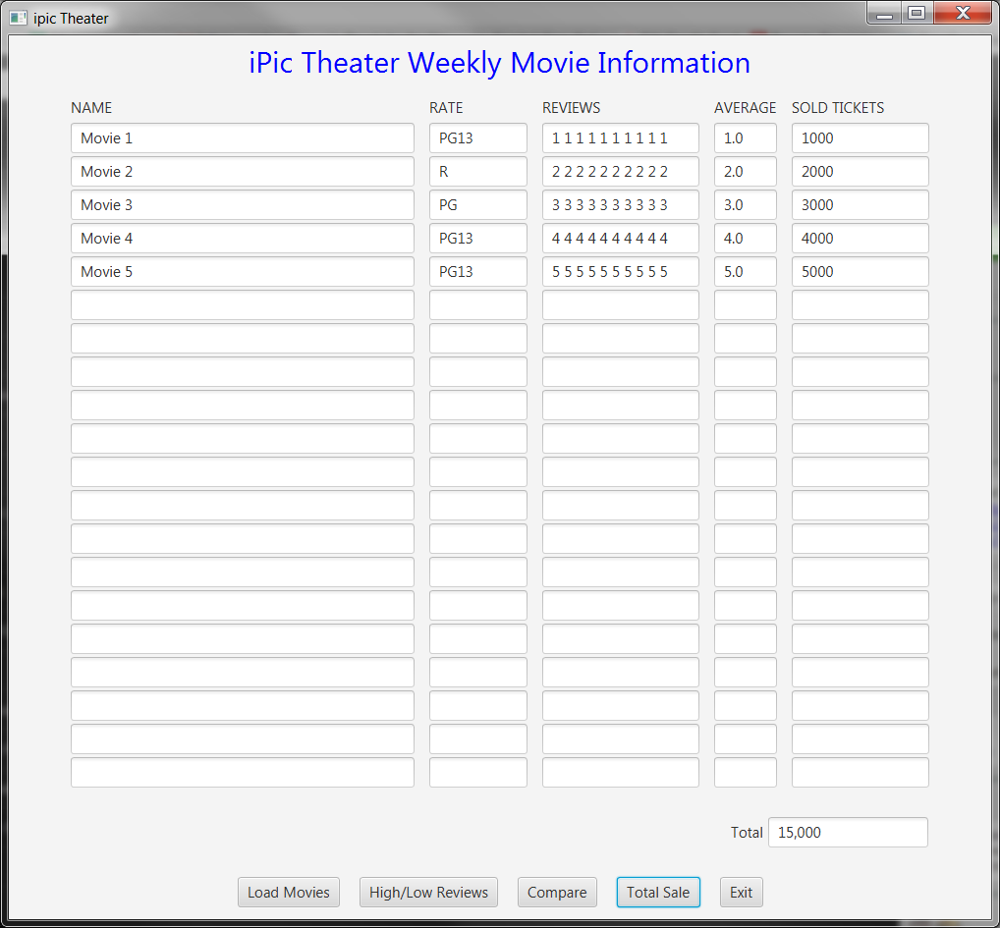 ipic Theater
iPic Theater Weekly Movie Information
NAME RATE REVIEWS AVERAGE SOLD TICKETS
Movie 1 PG13 1 1 1 1 1 1 1 1 1 1 1.0 1000
Movie 2 R 2 2 2 2 2 2 2 2 2 2 2.0 2000
Movie 3 PG 3 3 3 3 3 3 3 3 3 3 3.0 3000
Movie 4 PG13 4 4 4 4 4 4 4 4 4 4 4.0 4000
Movie 5 PG13 5 5 5 5 5 5 5 5 5 5 5.0 5000
Total 15,000
Load Movies High/Low Reviews Compare Total Sale Exit